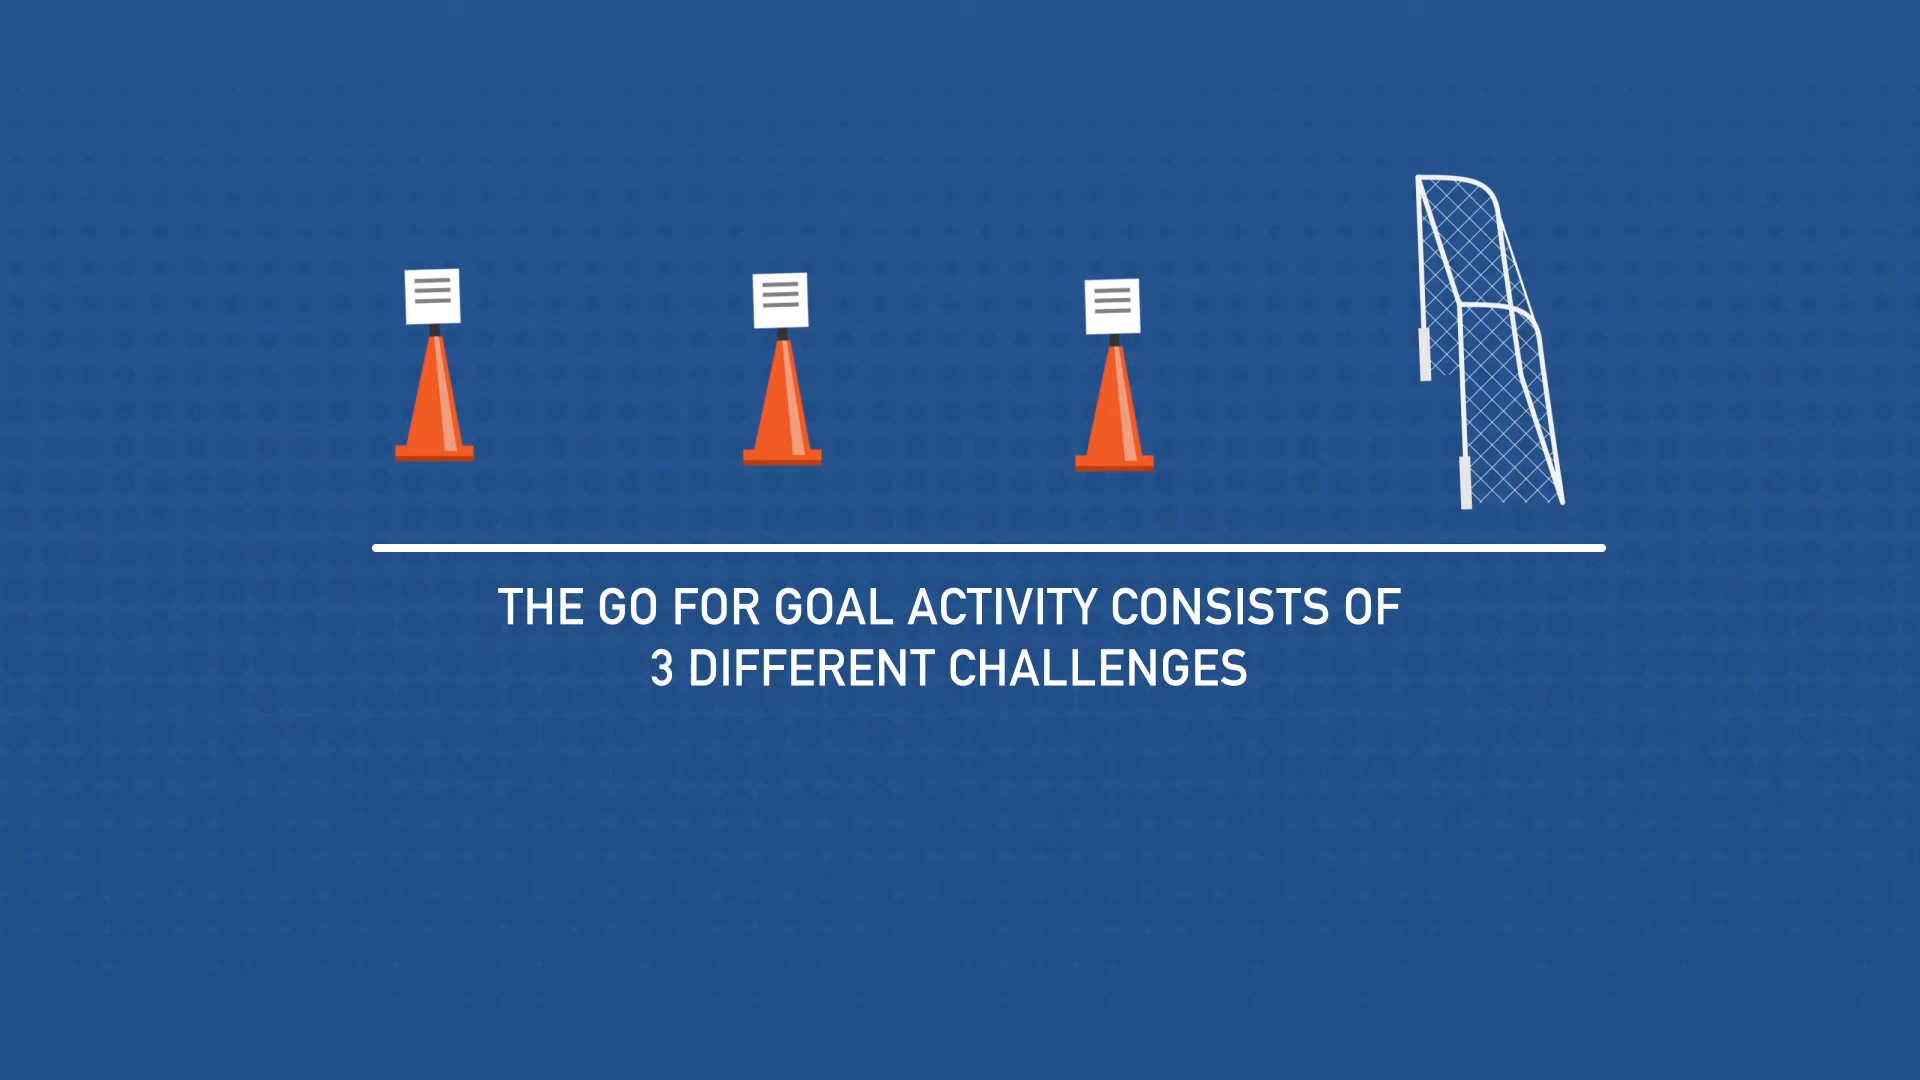 THE GO FOR GOAL ACTIVITY CONSISTS OF
3 DIFFERENT CHALLENGES